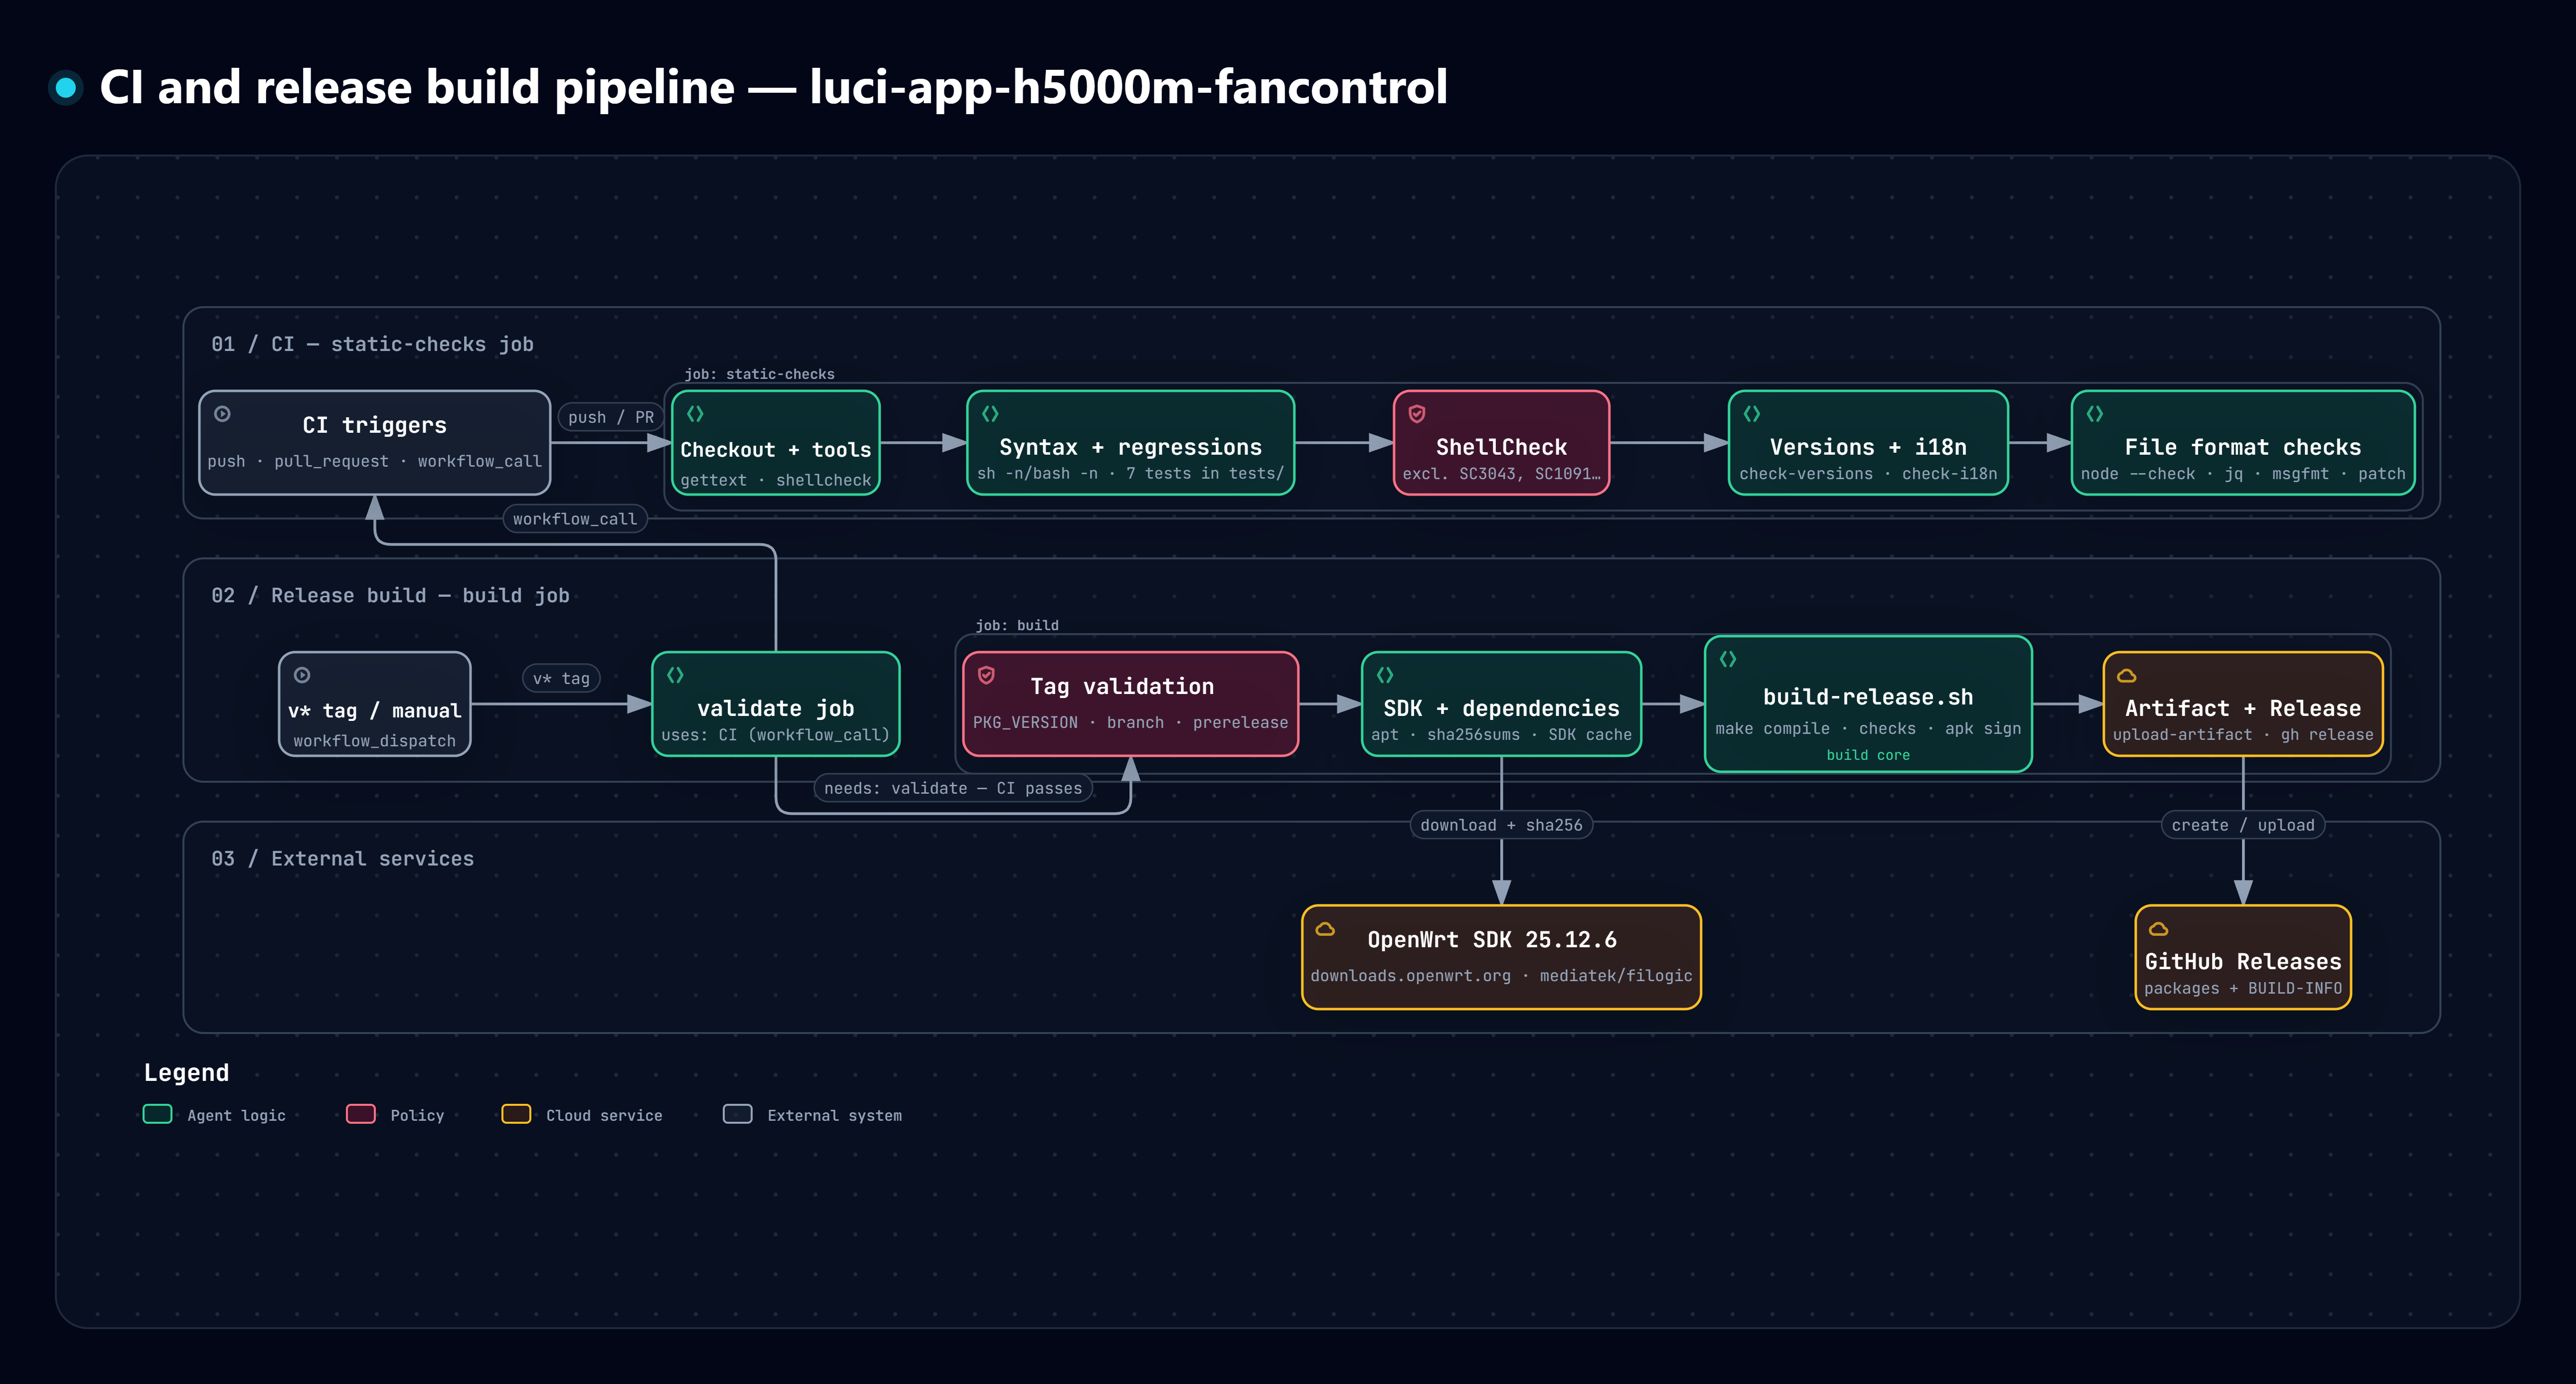 CI and release build pipeline — luci-app-h5000m-fancontrol
01 / CI — static-checks job
job: static-checks
CI triggers
push · pull_request · workflow_call
push / PR
Checkout + tools
gettext · shellcheck
Syntax + regressions
sh -n/bash -n · 7 tests in tests/
ShellCheck
excl. SC3043, SC1091…
Versions + i18n
check-versions · check-i18n
File format checks
node --check · jq · msgfmt · patch
workflow_call
02 / Release build — build job
job: build
v* tag / manual
workflow_dispatch
v* tag
validate job
uses: CI (workflow_call)
Tag validation
PKG_VERSION · branch · prerelease
SDK + dependencies
apt · sha256sums · SDK cache
build-release.sh
make compile · checks · apk sign
build core
Artifact + Release
upload-artifact · gh release
needs: validate — CI passes
download + sha256
create / upload
03 / External services
OpenWrt SDK 25.12.6
downloads.openwrt.org · mediatek/filogic
GitHub Releases
packages + BUILD-INFO
Legend
Agent logic
Policy
Cloud service
External system